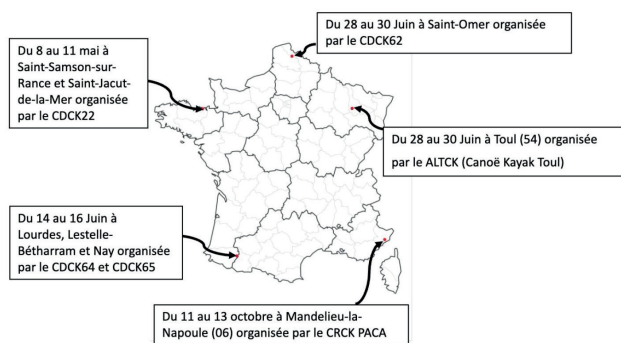 Du 28 au 30 Juin à Saint-Omer organisée
par le CDCK62
Du 8 au 11 mai à
Saint-Samson-sur-
Rance et Saint-Jacut-
de-la-Mer organisée
par le CDCK22
Du 28 au 30 Juin à Toul (54) organisée
par le ALTCK (Canoë Kayak Toul)
Du 14 au 16 Juin à
Lourdes, Lestelle-
Bétharram et Nay organisée
par le CDCK64 et CDCK65
Du 11 au 13 octobre à Mandelieu-la-
Napoule (06) organisée par le CRCK PACA